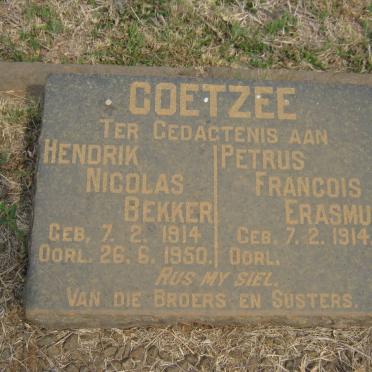 COETZEE
TER GEDACTENIS AAN
HENDRIK
NICOLAS
BEKKER
GEB. 7. 2. 1914
OORL. 26. 6. 1950.
PETRUS
FRANCOIS
ERASMU
GEB. 7. 2. 1914.
OORL.
RUS MY SIEL.
VAN DIE BROERS EN SUSTERS.